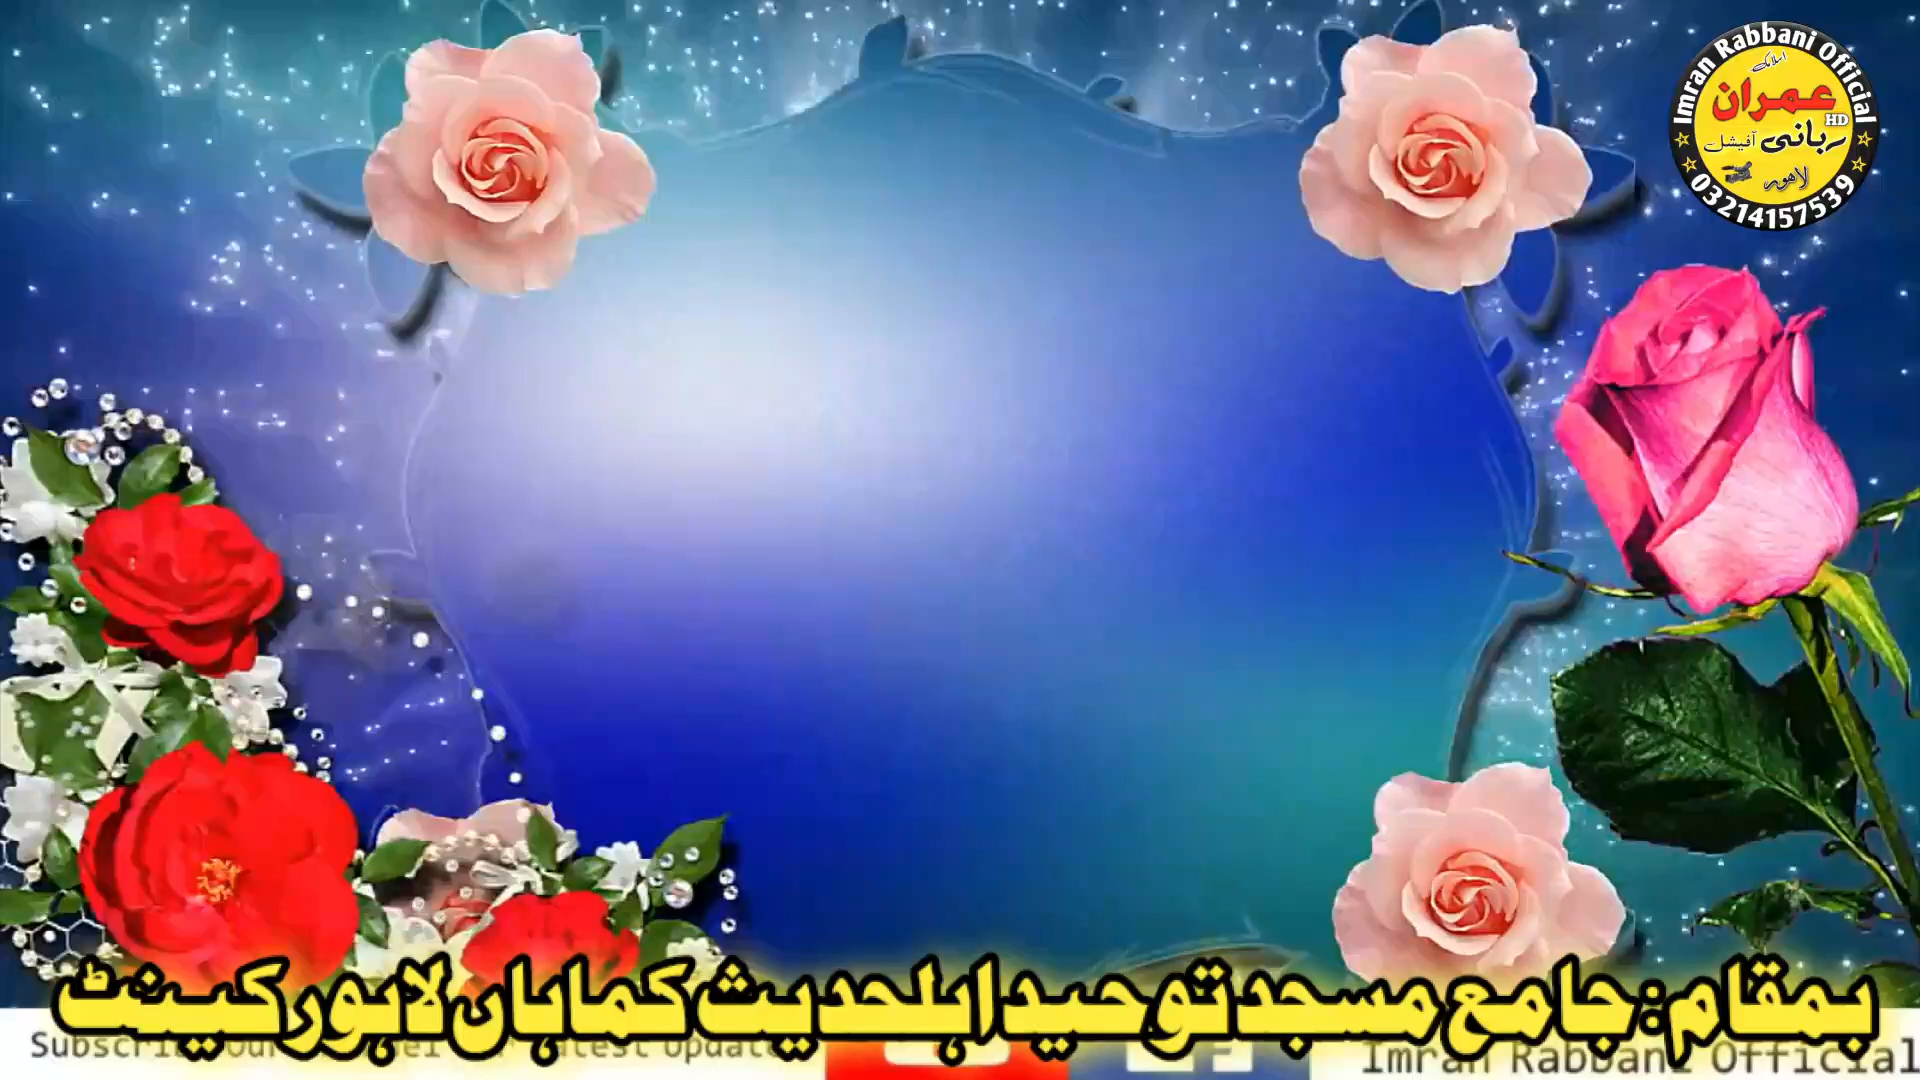 Imran Rabbani Official
املاک
عمران
HD
ربانی آفیشل
لاہور
03214157539
بمقام: جامع مسجد توحید اہلحدیث کماہاں لاہور کینٹ
Imran Rabbani Official